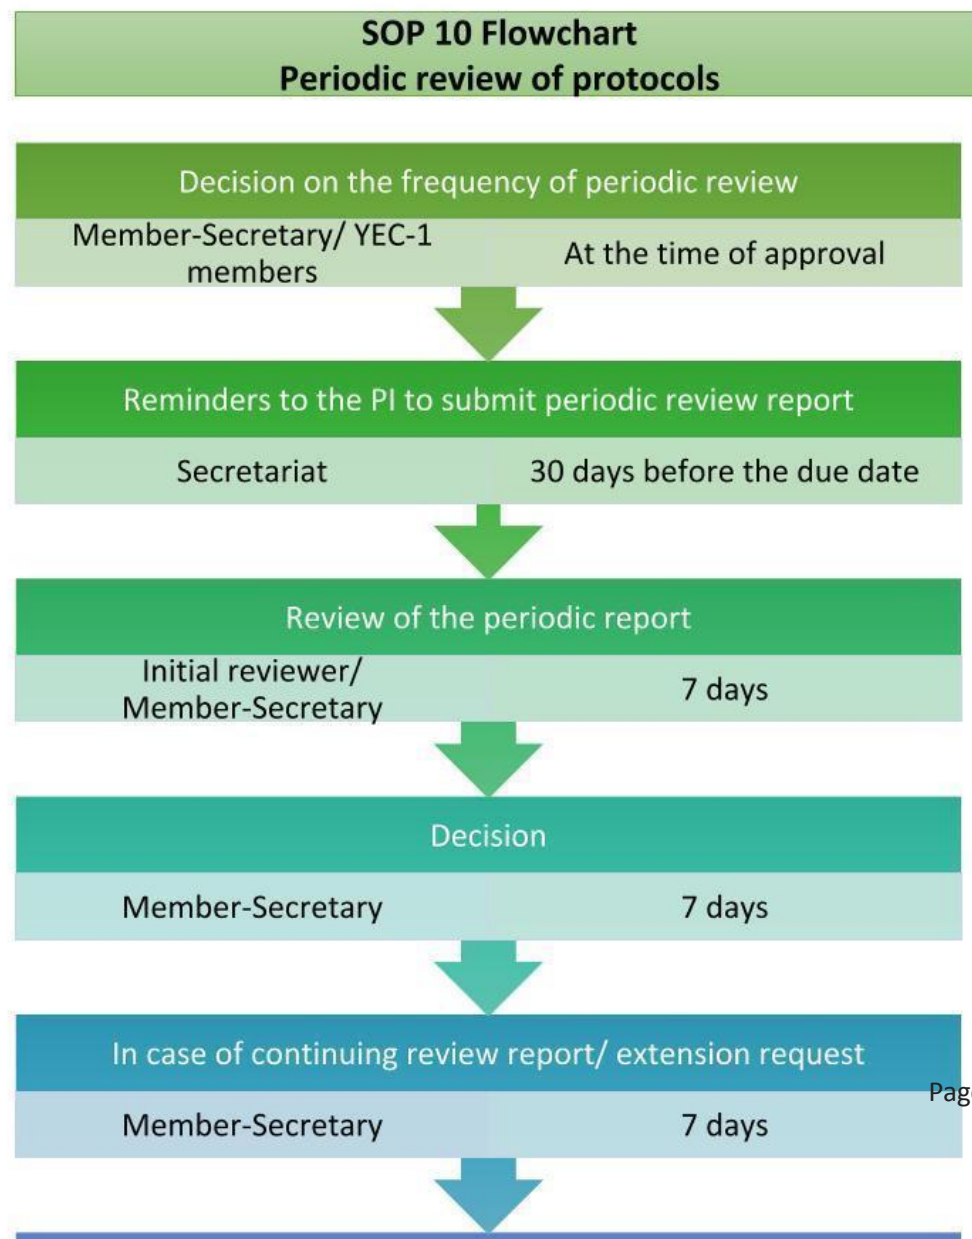 SOP 10 Flowchart
Periodic review of protocols
Decision on the frequency of periodic review
Member-Secretary/ YEC-1
members
At the time of approval
Reminders to the PI to submit periodic review report
Secretariat
30 days before the due date
Review of the periodic report
Initial reviewer/
Member-Secretary
7 days
Decision
Member-Secretary
7 days
In case of continuing review report/ extension request
Page
Member-Secretary
7 days